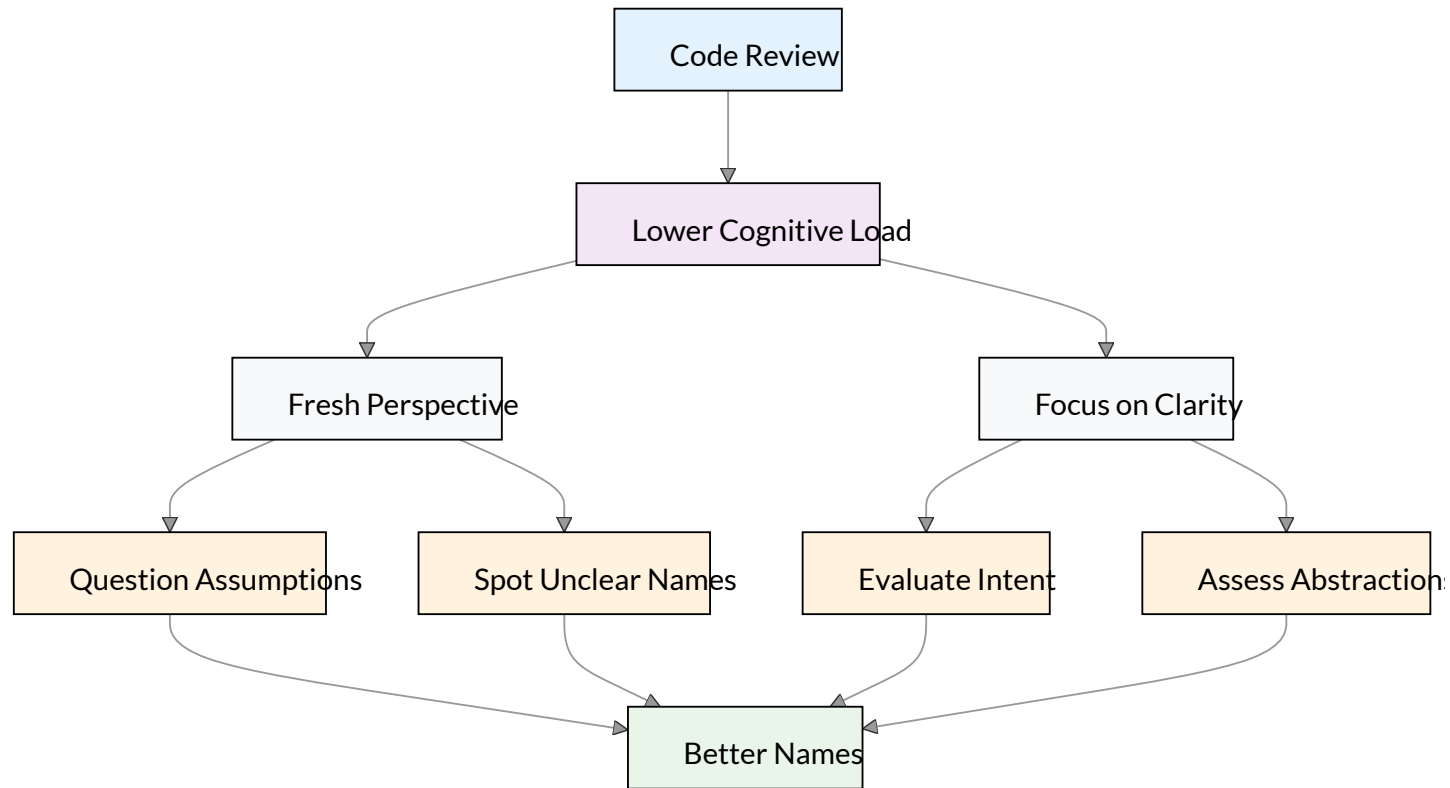 Code Review
Lower Cognitive Load
Fresh Perspective
Focus on Clarity
Question Assumptions
Spot Unclear Names
Evaluate Intent
Assess Abstractions
Better Names